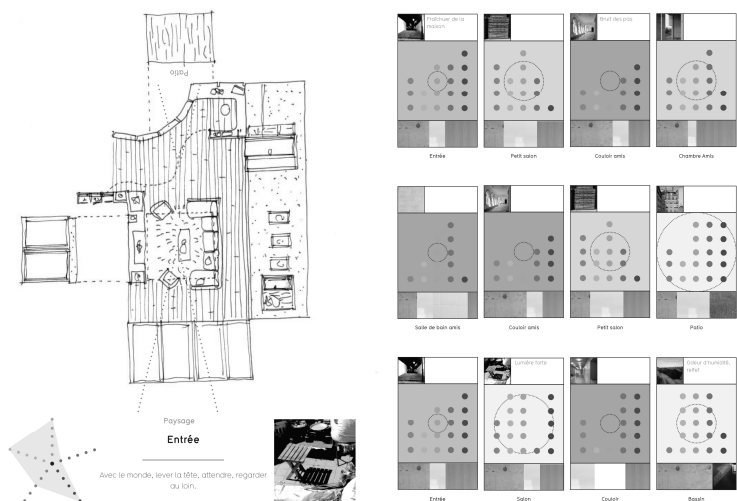 Patio
Paysage
Entrée
Avec le monde, lever la tête, attendre, regarder
au loin.
Fraîchuer de la
maison
Bruit des pas
Entrée
Petit salon
Couloir amis
Chambre Amis
Salle de bain amis
Couloir amis
Petit salon
Patio
Lumière forte
Odeur d'humidité,
reflet
Entrée
Salon
Couloir
Bassin